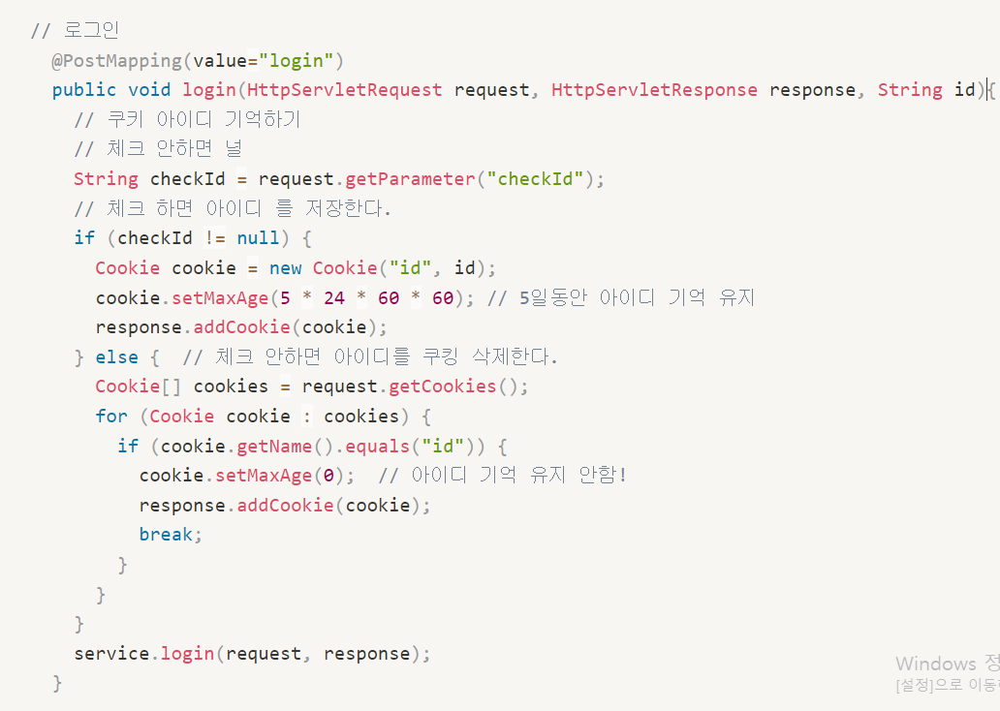 // 로그인
@PostMapping(value="login")
public void login(HttpServletRequest request, HttpServletResponse response, String id){
// 쿠키 아이디 기억하기
// 체크 안하면 널
String checkId = request.getParameter("checkId");
// 체크 하면 아이디 를 저장한다.
if (checkId != null) {
Cookie cookie = new Cookie("id", id);
cookie.setMaxAge(5 * 24 * 60 * 60); // 5일동안 아이디 기억 유지
response.addCookie(cookie);
} else {  // 체크 안하면 아이디를 쿠킹 삭제한다.
Cookie[] cookies = request.getCookies();
for (Cookie cookie : cookies) {
if (cookie.getName().equals("id")) {
cookie.setMaxAge(0);  // 아이디 기억 유지 안함!
response.addCookie(cookie);
break;
}
}
}
service.login(request, response);
}
Windows 정
[설정]으로 이동